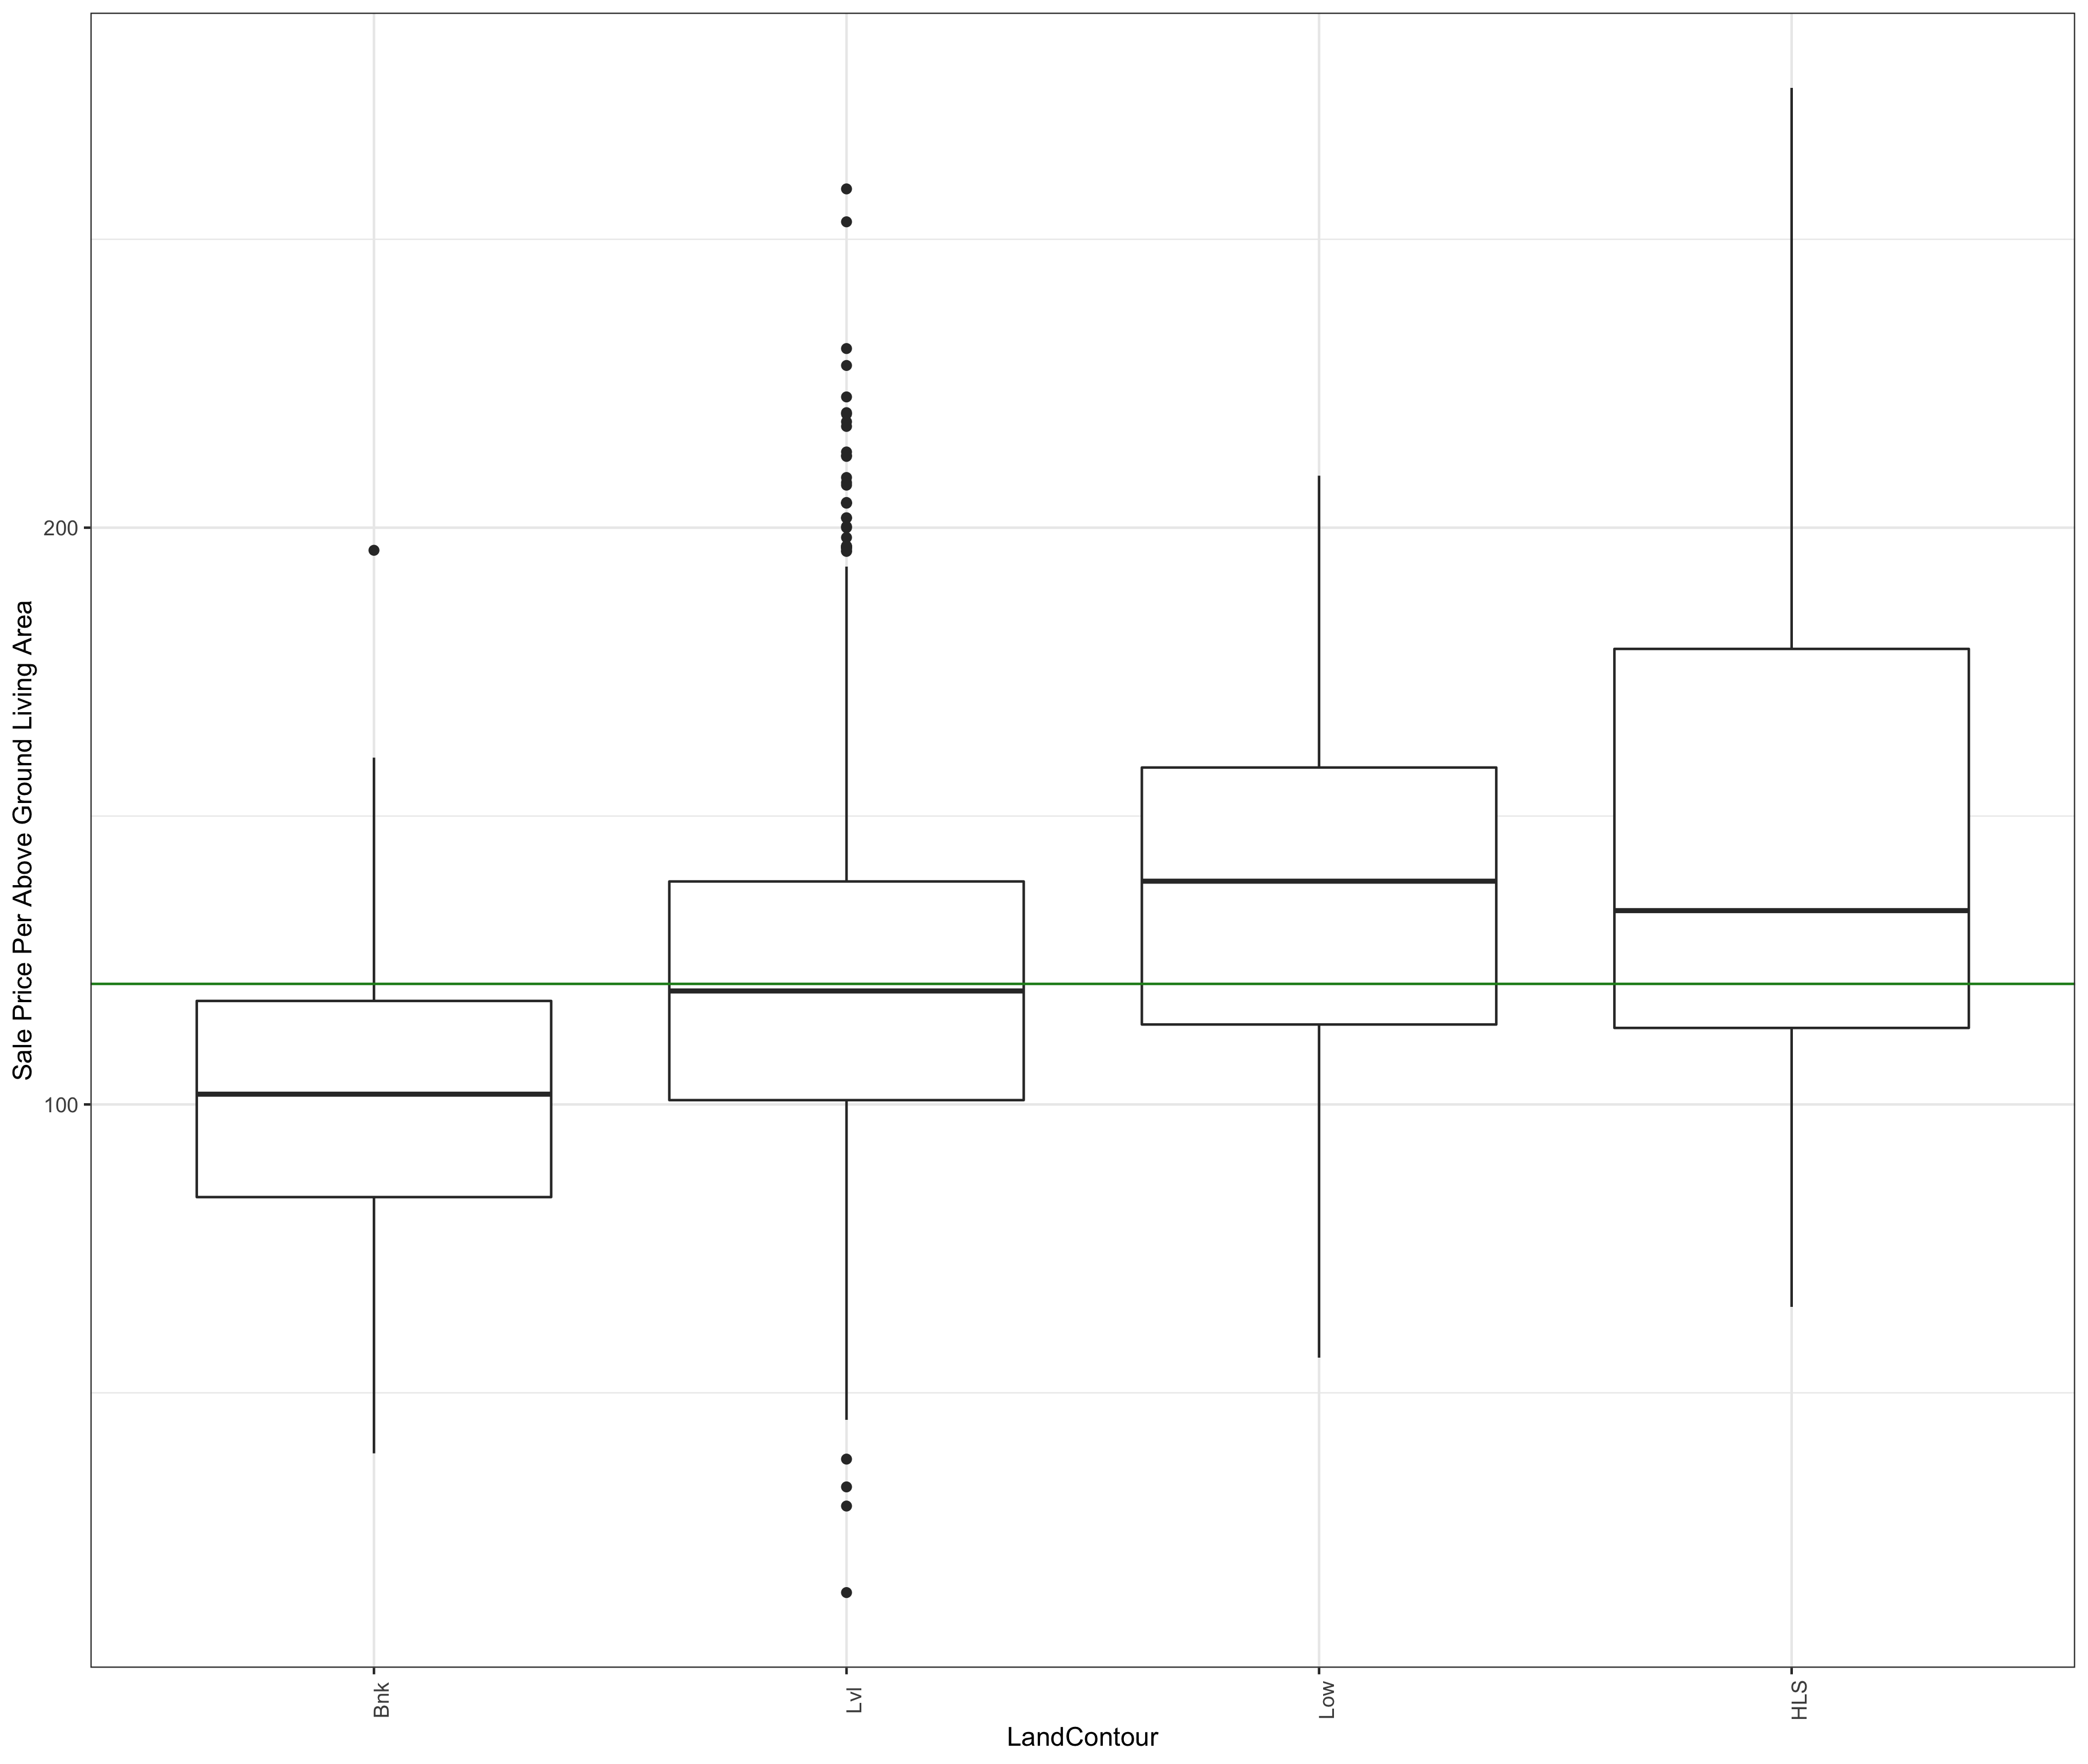 Sale Price Per Above Ground Living Area
200
100
Bnk
Lvl
Low
HLS
LandContour